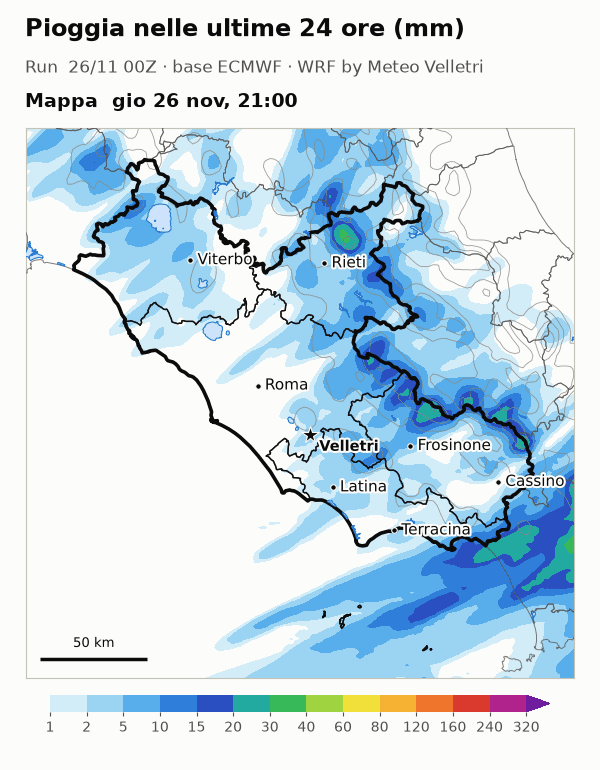 Pioggia nelle ultime 24 ore (mm)
Run 26/11 00Z · base ECMWF · WRF by Meteo Velletri
Mappa gio 26 nov, 21:00
Viterbo
Rieti
Roma
Velletri
Frosinone
Cassino
Latina
Terracina
50 km
1 2 5 10 15 20 30 40 60 80 120 160 240 320